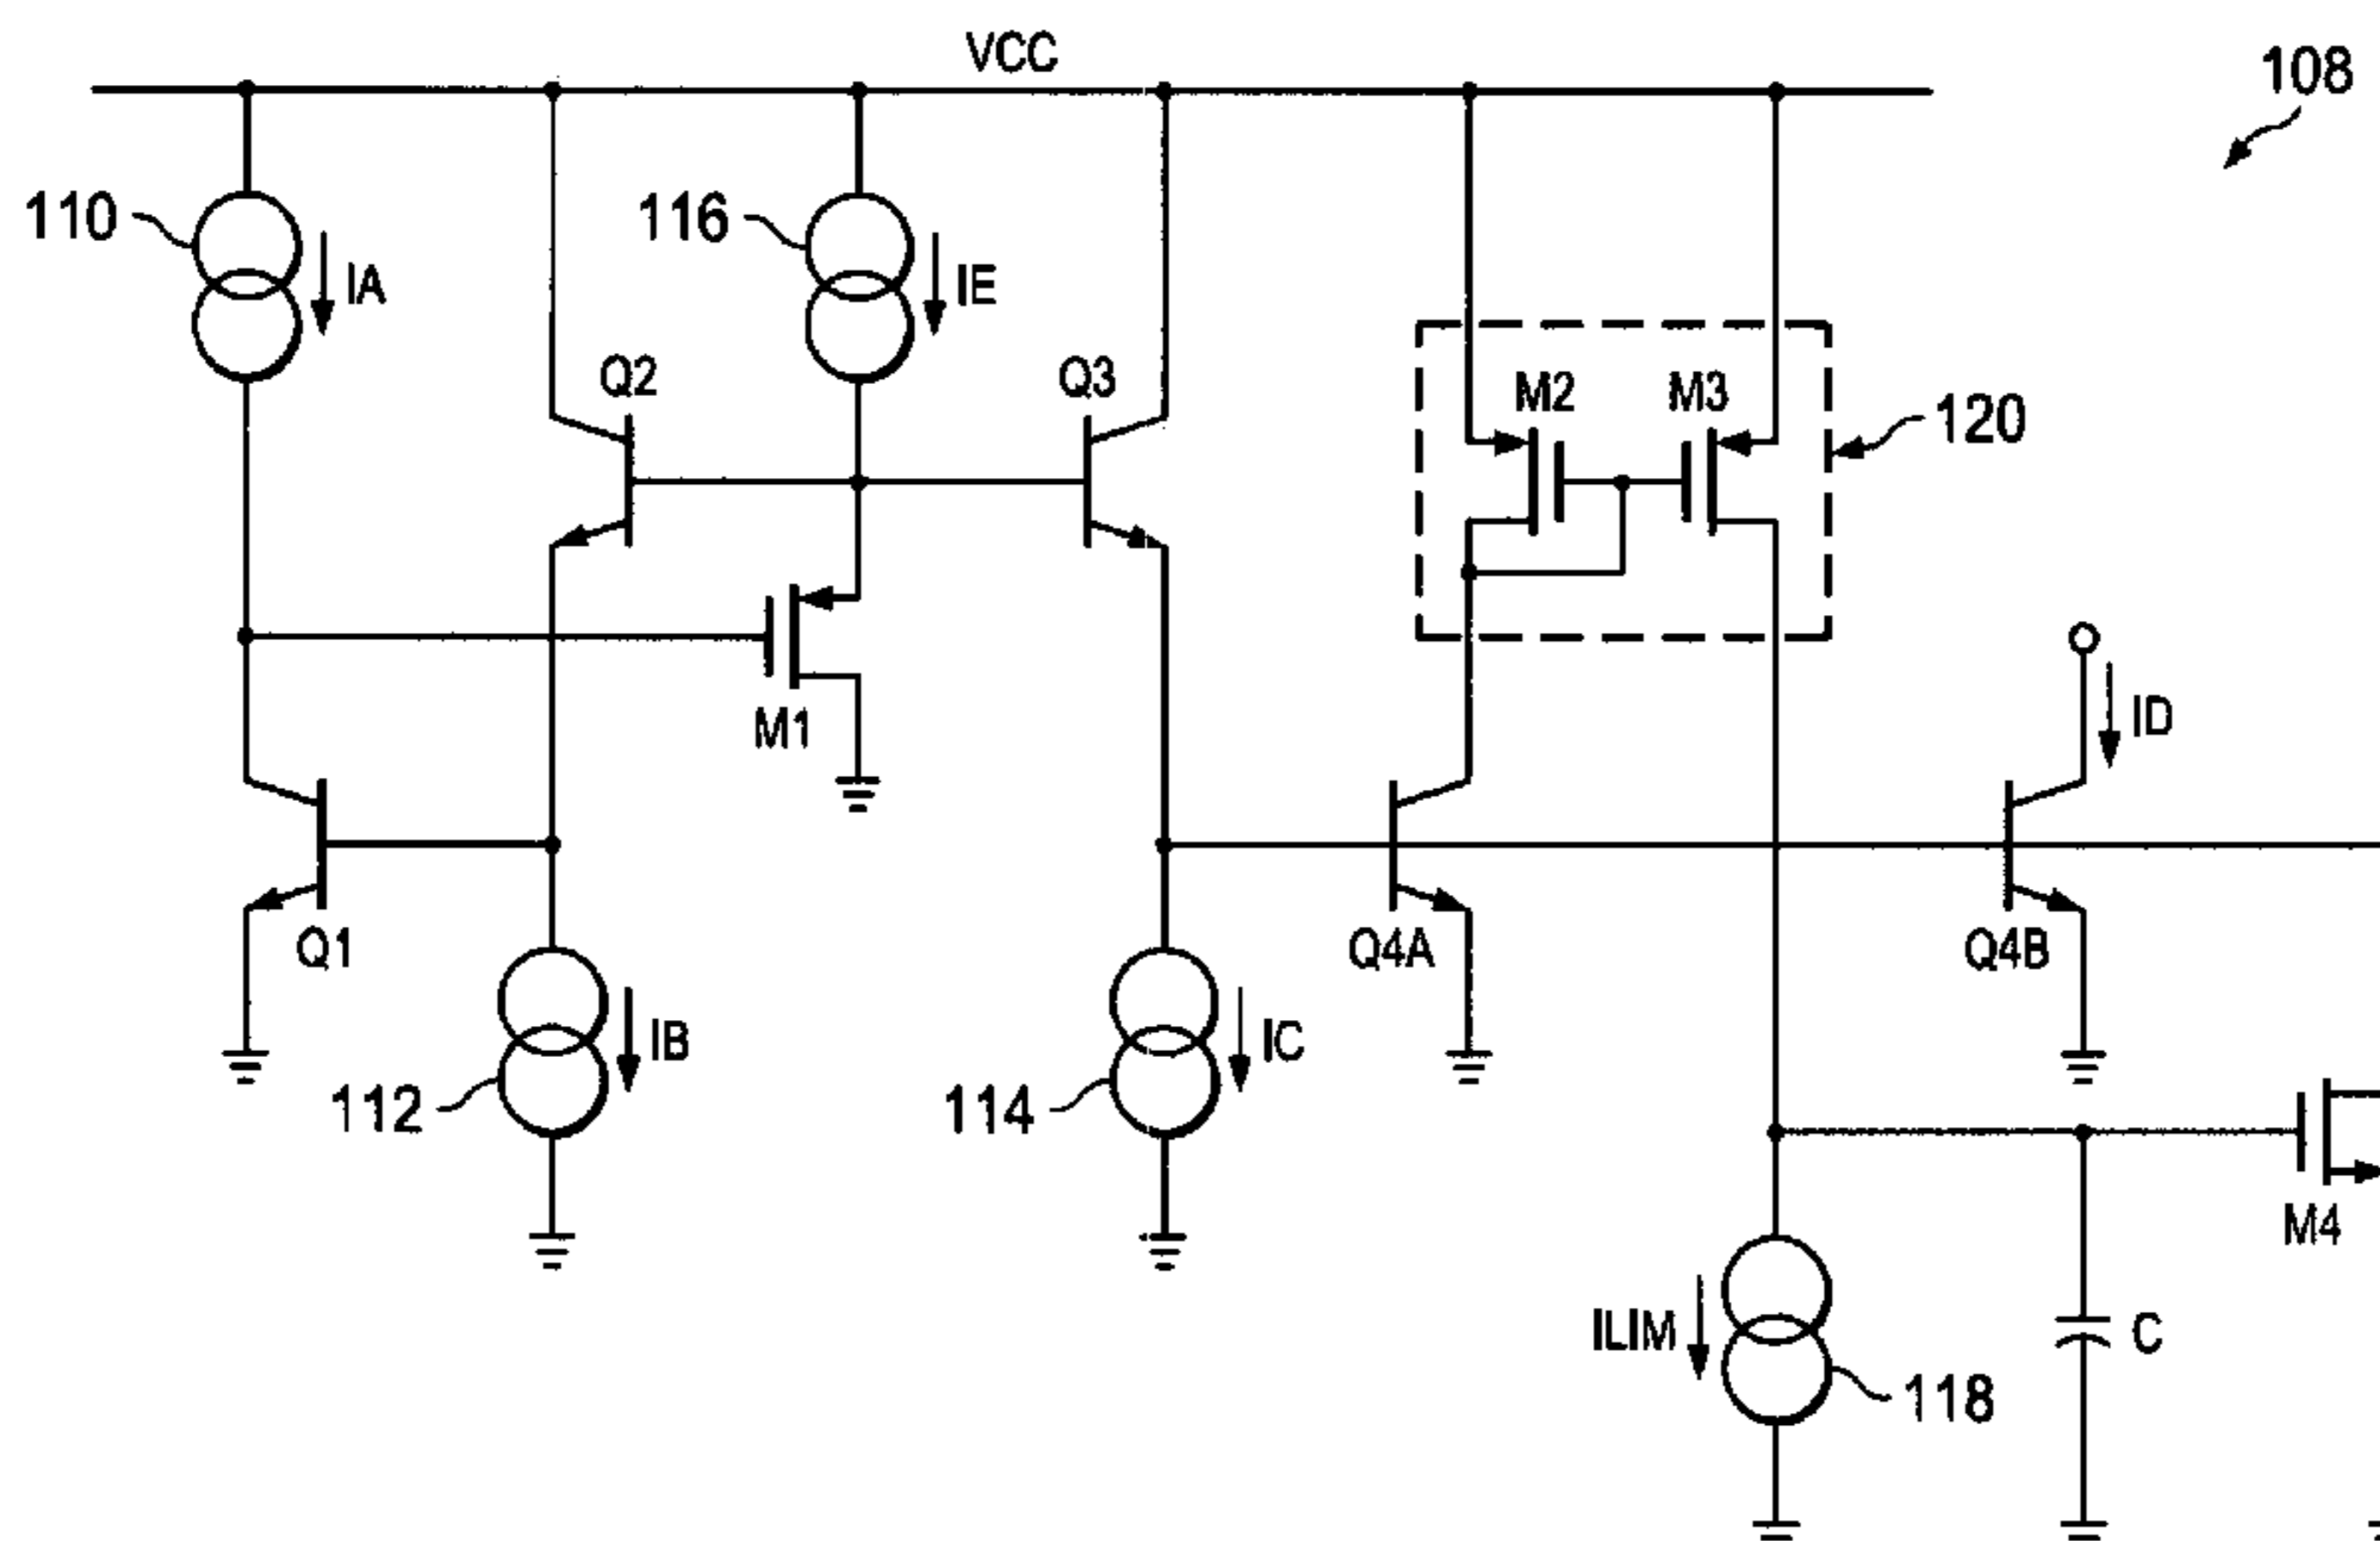 VCC
108
110
IA
116
IE
Q2
Q3
M2
M3
120
M1
ID
Q1
Q4A
Q4B
112
IB
114
IC
M4
ILIM
118
C